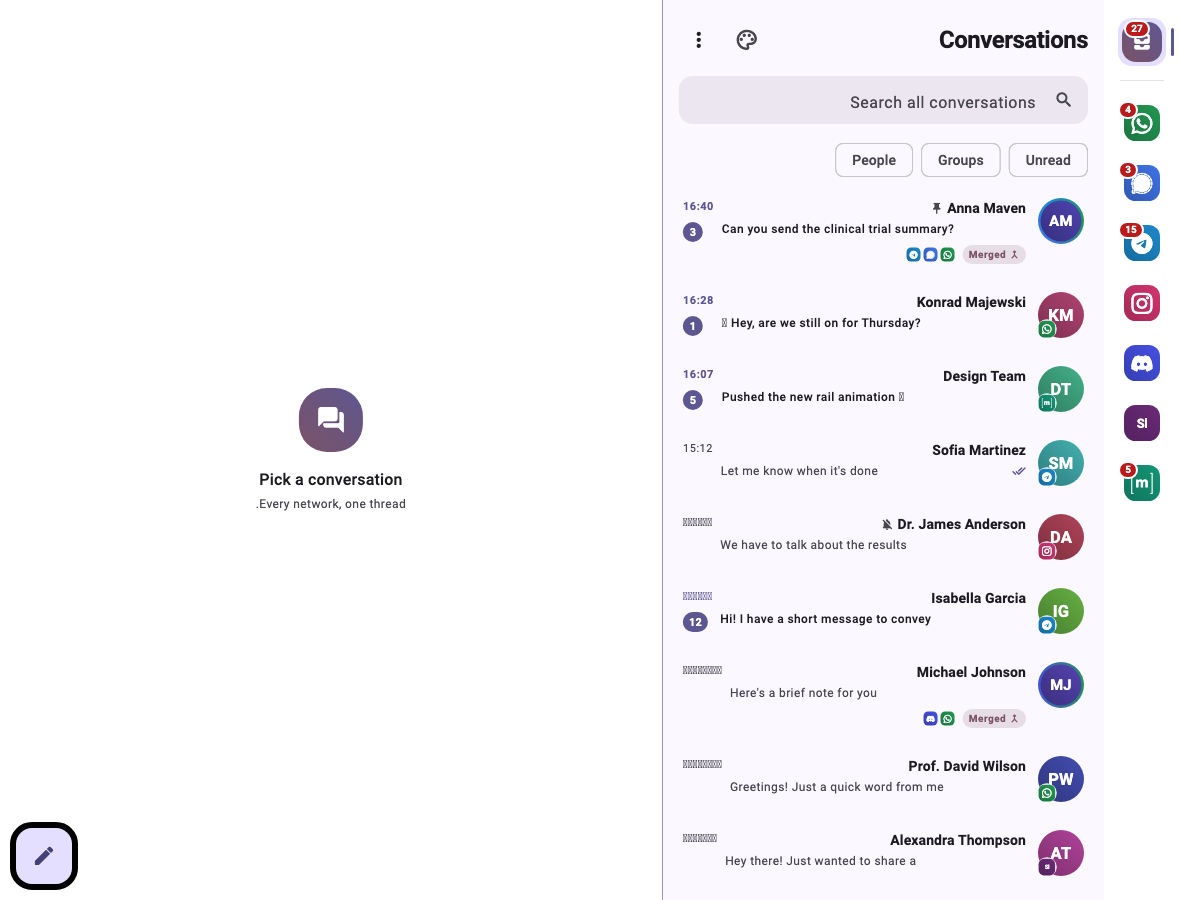 Conversations
27
Search all conversations
People
Groups
Unread
4
3
15
SI
5
[m]
Anna Maven
16:40
AM
Can you send the clinical trial summary?
3
Merged
Konrad Majewski
16:28
KM
Hey, are we still on for Thursday?
1
Design Team
16:07
DT
Pushed the new rail animation
5
[m]
Sofia Martinez
15:12
SM
Let me know when it's done
Dr. James Anderson
DA
We have to talk about the results
Isabella Garcia
IG
Hi! I have a short message to convey
12
Michael Johnson
MJ
Here's a brief note for you
Merged
Prof. David Wilson
PW
Greetings! Just a quick word from me
Alexandra Thompson
AT
Hey there! Just wanted to share a
SI
Pick a conversation
.Every network, one thread